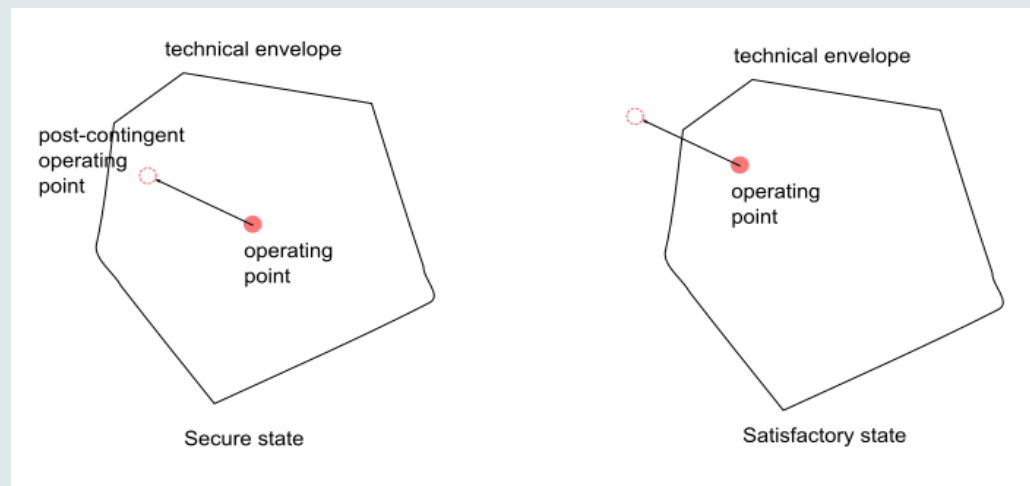 technical envelope
post-contingent
operating
point
operating
point
Secure state
technical envelope
operating
point
Satisfactory state